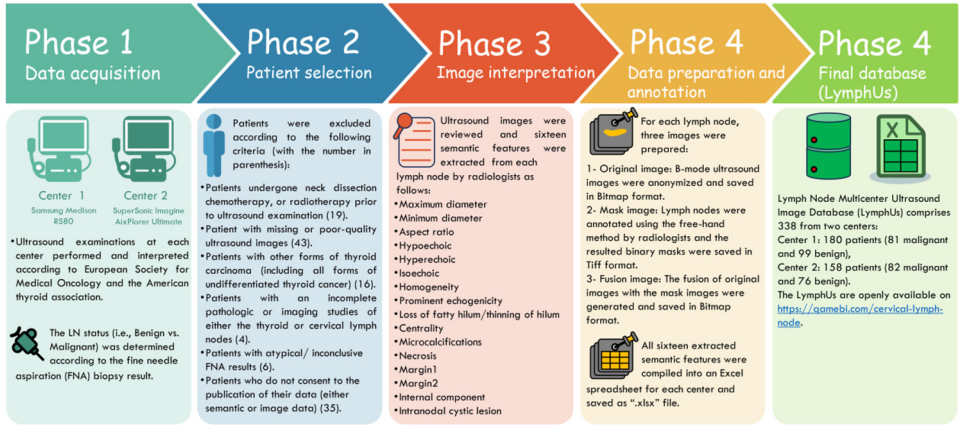 Phase 1
Data acquisition
Center 1
Samsung Medison
RS80
Center 2
SuperSonic Imagine
AixPlorer Ultimate
•Ultrasound examinations at each
center performed and interpreted
according to European Society for
Medical Oncology and the American
thyroid association.
The LN status (i.e., Benign vs.
Malignant) was determined
according to the fine needle
aspiration (FNA) biopsy result.
Phase 2
Patient selection
Patients were excluded
according to the following
criteria (with the number in
parenthesis):
•Patients undergone neck dissection
chemotherapy, or radiotherapy prior
to ultrasound examination (19).
•Patient with missing or poor-quality
ultrasound images (43).
•Patients with other forms of thyroid
carcinoma (including all forms of
undifferentiated thyroid cancer) (16).
•Patients with an incomplete
pathologic or imaging studies of
either the thyroid or cervical lymph
nodes (4).
•Patients with atypical/ inconclusive
FNA results (6).
•Patients who do not consent to the
publication of their data (either
semantic or image data) (35).
Phase 3
Image interpretation
Ultrasound images were
reviewed and sixteen
semantic features were
extracted from each
lymph node by radiologists as
follows:
•Maximum diameter
•Minimum diameter
•Aspect ratio
•Hypoechoic
•Hyperechoic
•Isoechoic
•Homogeneity
•Prominent echogenicity
•Loss of fatty hilum/thinning of hilum
•Centrality
•Microcalcifications
•Necrosis
•Margin1
•Margin2
•Internal component
•Intranodal cystic lesion
Phase 4
Data preparation and
annotation
For each lymph node,
three images were
prepared:
1- Original image: B-mode ultrasound
images were anonymized and saved
in Bitmap format.
2- Mask image: Lymph nodes were
annotated using the free-hand
method by radiologists and the
resulted binary masks were saved in
Tiff format.
3- Fusion image: The fusion of original
images with the mask images were
generated and saved in Bitmap
format.
All sixteen extracted
semantic features were
compiled into an Excel
spreadsheet for each center and
saved as ".xlsx" file.
Phase 4
Final database
(LymphUs)
X
Lymph Node Multicenter Ultrasound
Image Database (LymphUs) comprises
338 from two centers:
Center 1: 180 patients (81 malignant
and 99 benign),
Center 2: 158 patients (82 malignant
and 76 benign).
The LymphUs are openly available on
https://qamebi.com/cervical-lymph-
node.